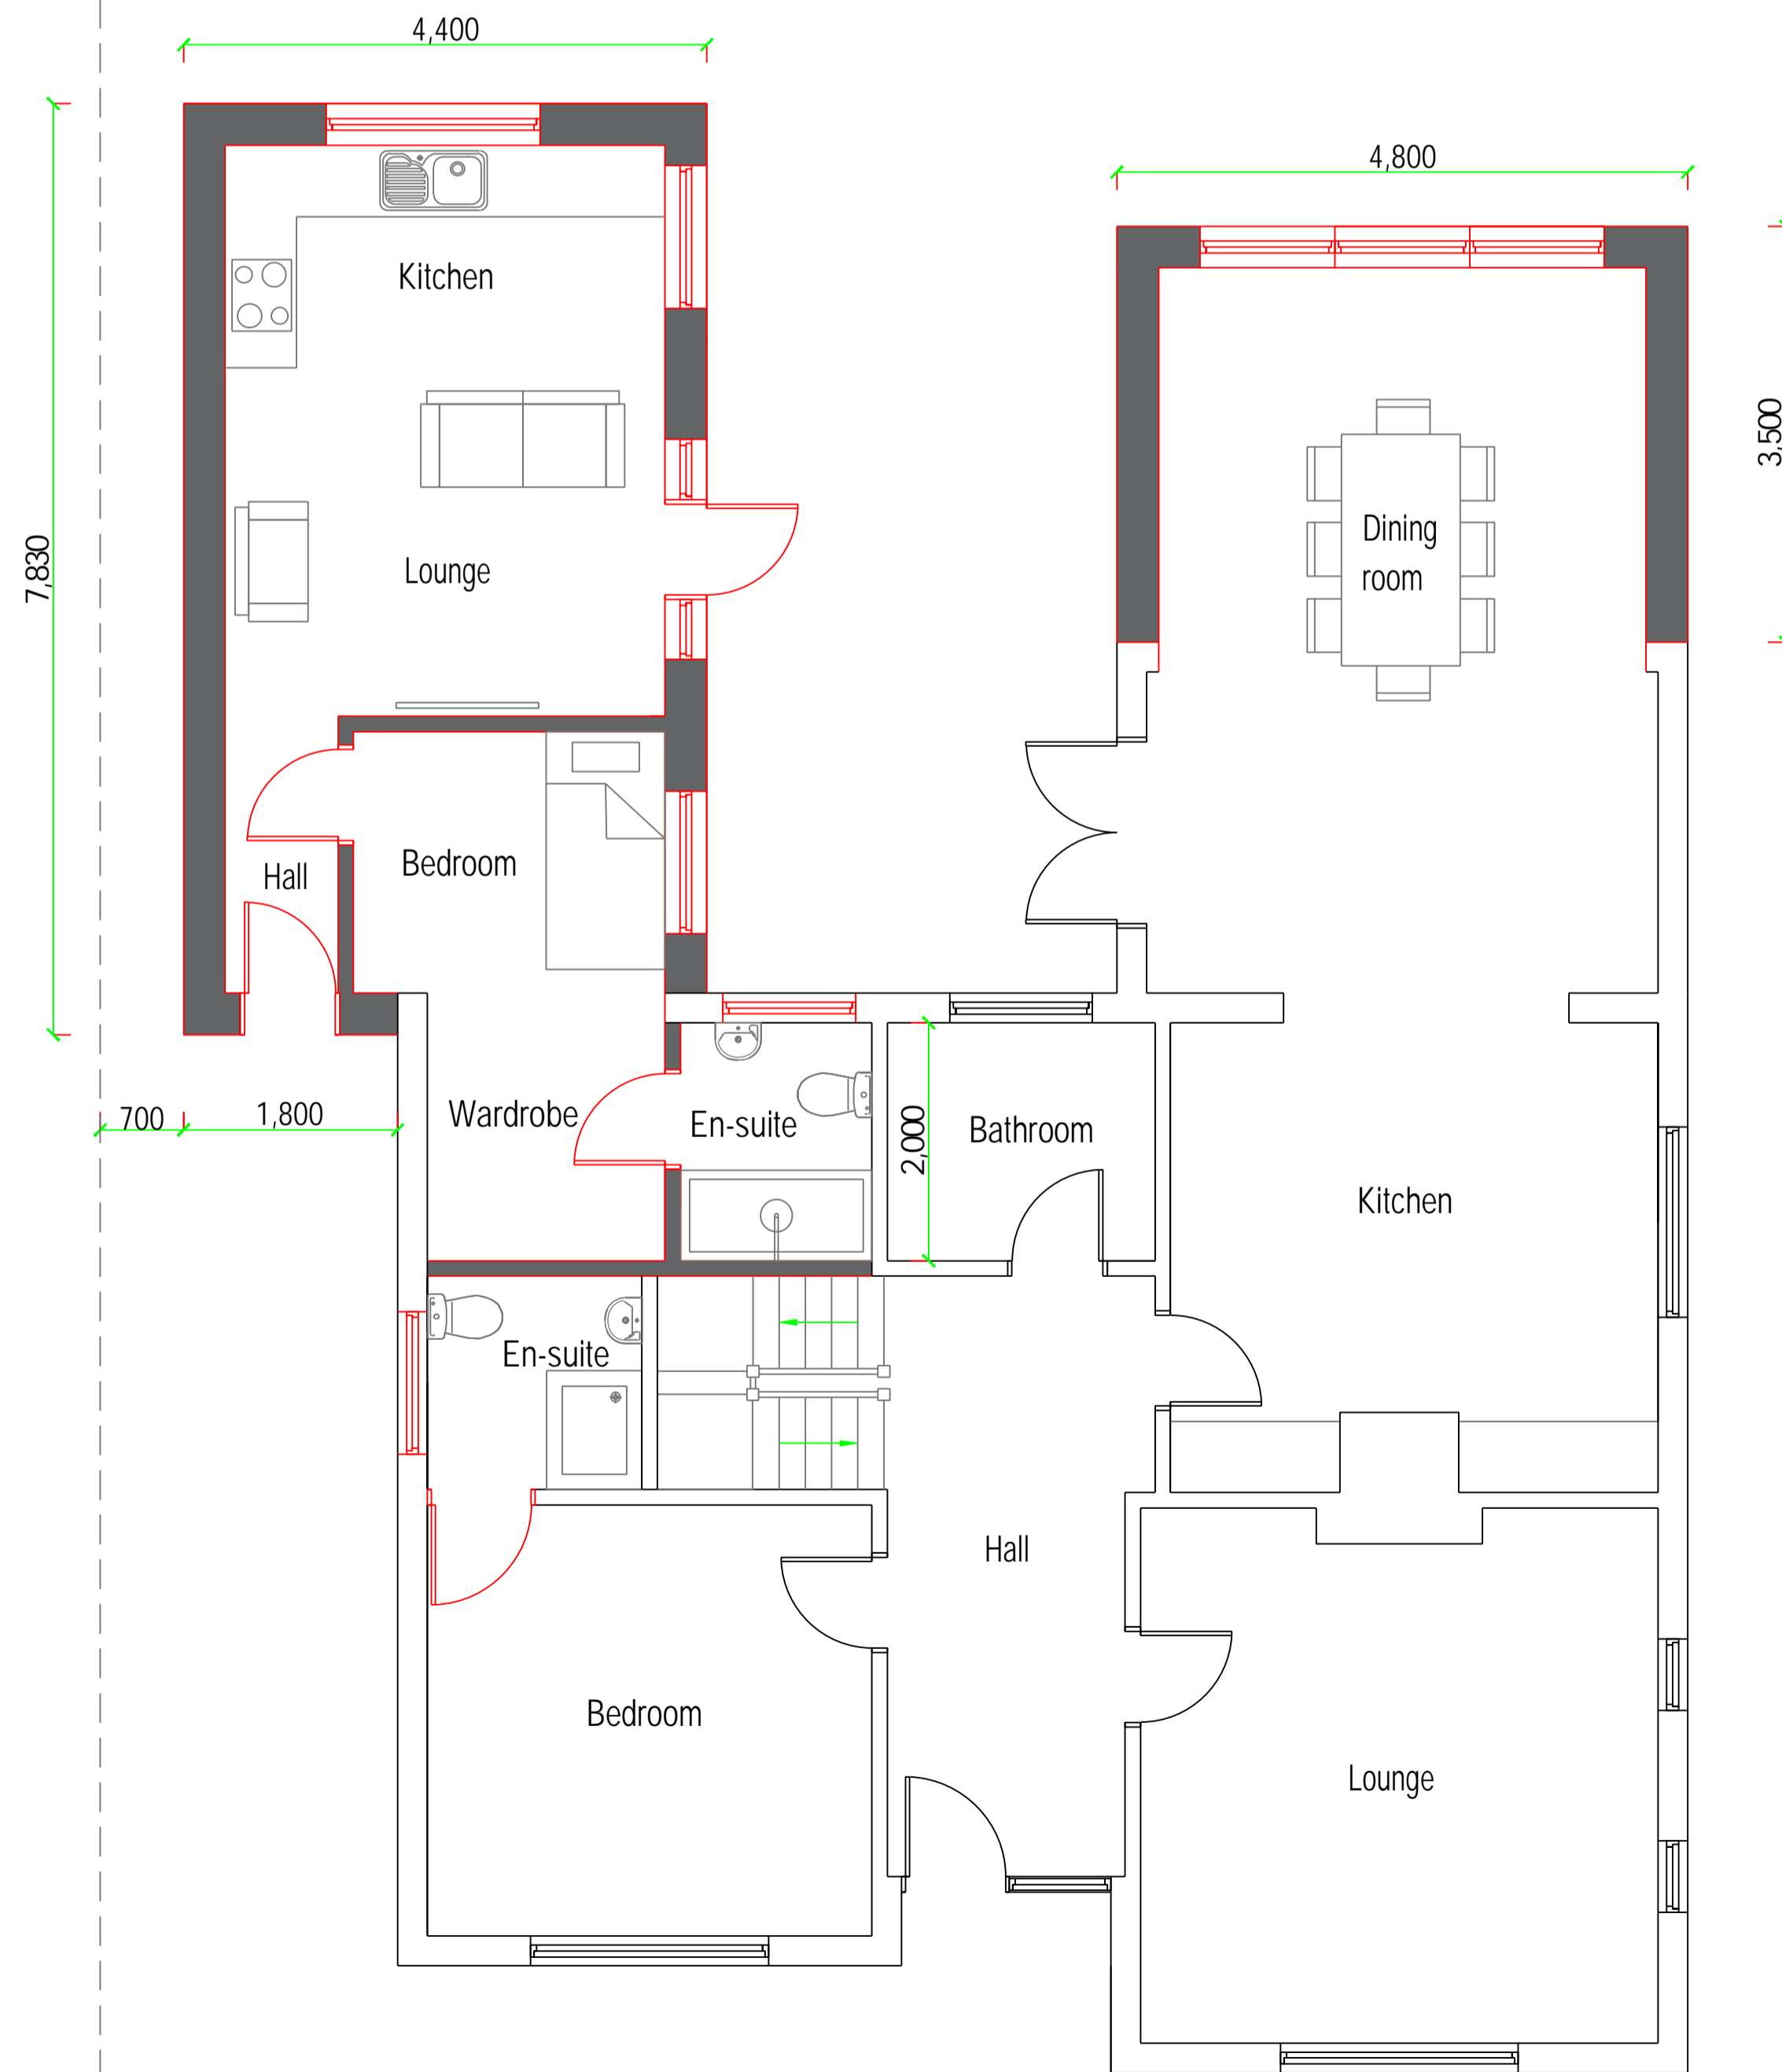 4,400
4,800
Kitchen
3,500
Dining
room
7,830
Lounge
Hall
Bedroom
700
1,800
Wardrobe
En-suite
2,000
Bathroom
Kitchen
En-suite
Hall
Bedroom
Lounge